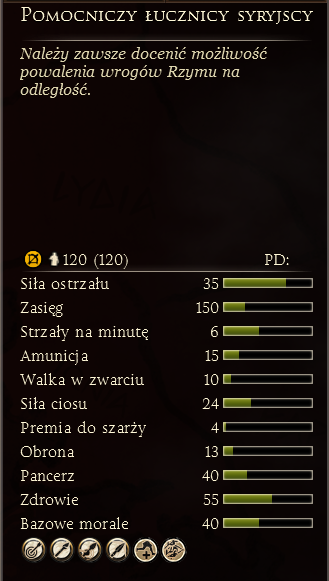 Pomocniczy łucznicy syryjscy
Należy zawsze docenić możliwość
powalenia wrogów Rzymu na
odległość.
120 (120) PD:
Siła ostrzału 35
Zasięg 150
Strzały na minutę 6
Amunicja 15
Walka w zwarciu 10
Siła ciosu 24
Premia do szarży 4
Obrona 13
Pancerz 40
Zdrowie 55
Bazowe morale 40